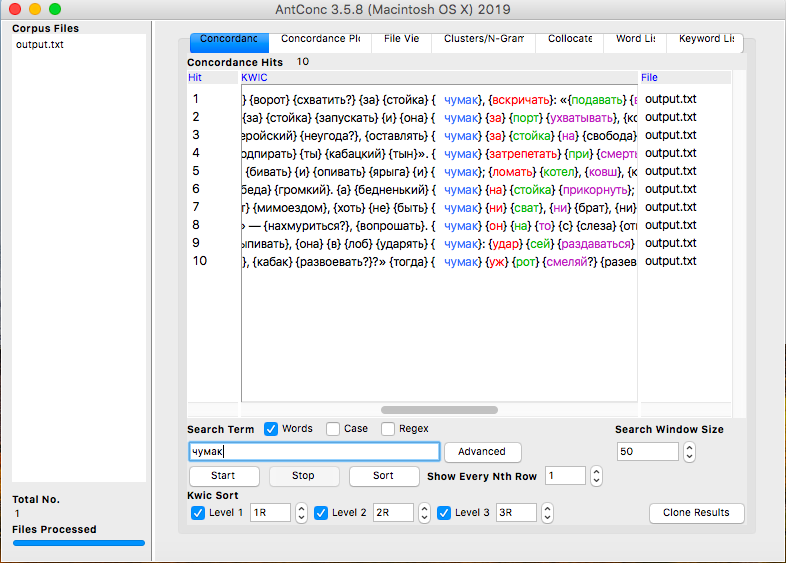 AntConc 3.5.8 (Macintosh OS X) 2019
Corpus Files
output.txt
Concordanc Concordance Plo File Vie Clusters/N-Gram Collocate Word Lis Keyword Lis
Concordance Hits 10
Hit KWIC File
1 } {ворот} {схватить?} {за} {стойка} { чумак}, {вскричать}: «{подавать} { output.txt
2 {за} {стойка} {запускать} {и} {она} { чумак} {за} {порт} {ухватывать}, {ко output.txt
3 еройский} {неугода?}, {оставлять} { чумак} {за} {стойка} {на} {свобода} output.txt
4 одпирать} {ты} {кабацкий} {тын}». { чумак} {затрепетать} {при} {смерть output.txt
5 {бивать} {и} {опивать} {ярыга} {и} { чумак}; {ломать} {котел}, {ковш}, {к output.txt
6 беда} {громкий}. {а} {бедненький} { чумак} {на} {стойка} {прикорнуть}; output.txt
7 т} {мимоездом}, {хоть} {не} {быть} { чумак} {ни} {сват}, {ни} {брат}, {ни} output.txt
8 » — {нахмуриться?}, {вопрошать}. { чумак} {он} {на} {то} {с} {слеза} {отв output.txt
9 ыпивать}, {она} {в} {лоб} {ударять} { чумак}: {удар} {сей} {раздаваться} output.txt
10 }, {кабак} {развоевать?}?» {тогда} { чумак} {уж} {рот} {смеляй?} {разев output.txt
Search Term Words Case Regex Search Window Size
чумак Advanced 50
Start Stop Sort Show Every Nth Row 1
Total No.
1
Files Processed
Kwic Sort
Level 1 1R Level 2 2R Level 3 3R Clone Results